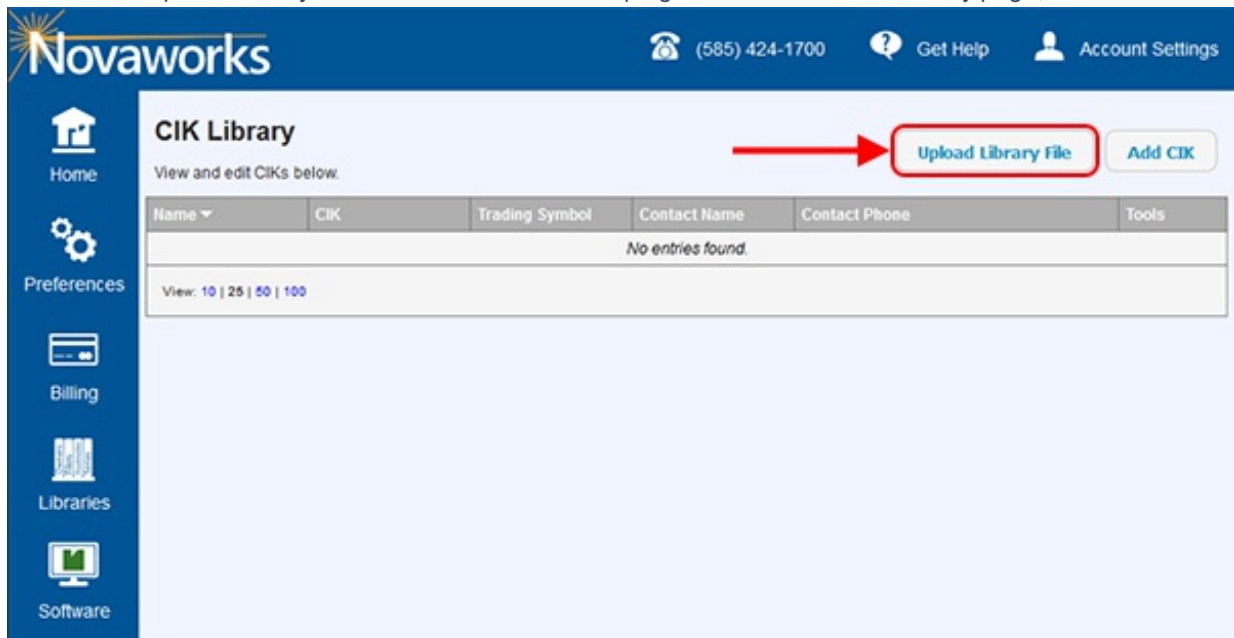 Novaworks
(585) 424-1700 Get Help Account Settings
Home
Preferences
Billing
Libraries
Software
CIK Library
View and edit CIKs below.
Upload Library File Add CIK
Name CIK Trading Symbol Contact Name Contact Phone Tools
No entries found.
View: 10 | 25 | 50 | 100